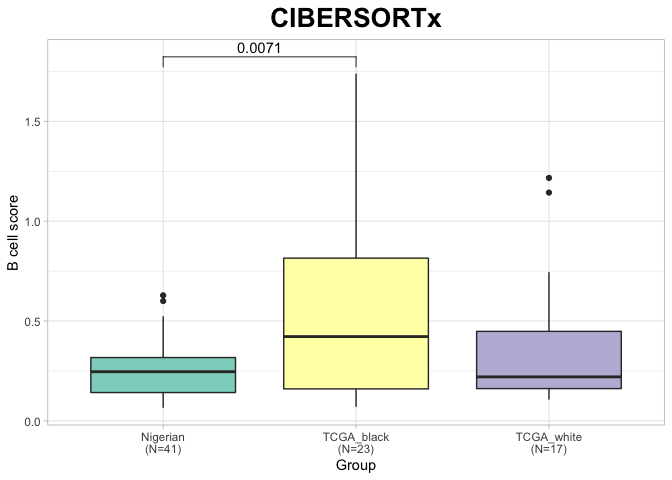 CIBERSORTx
0.0071
B cell score
1.5
1.0
0.5
0.0
Nigerian
(N=41)
TCGA_black
(N=23)
TCGA_white
(N=17)
Group